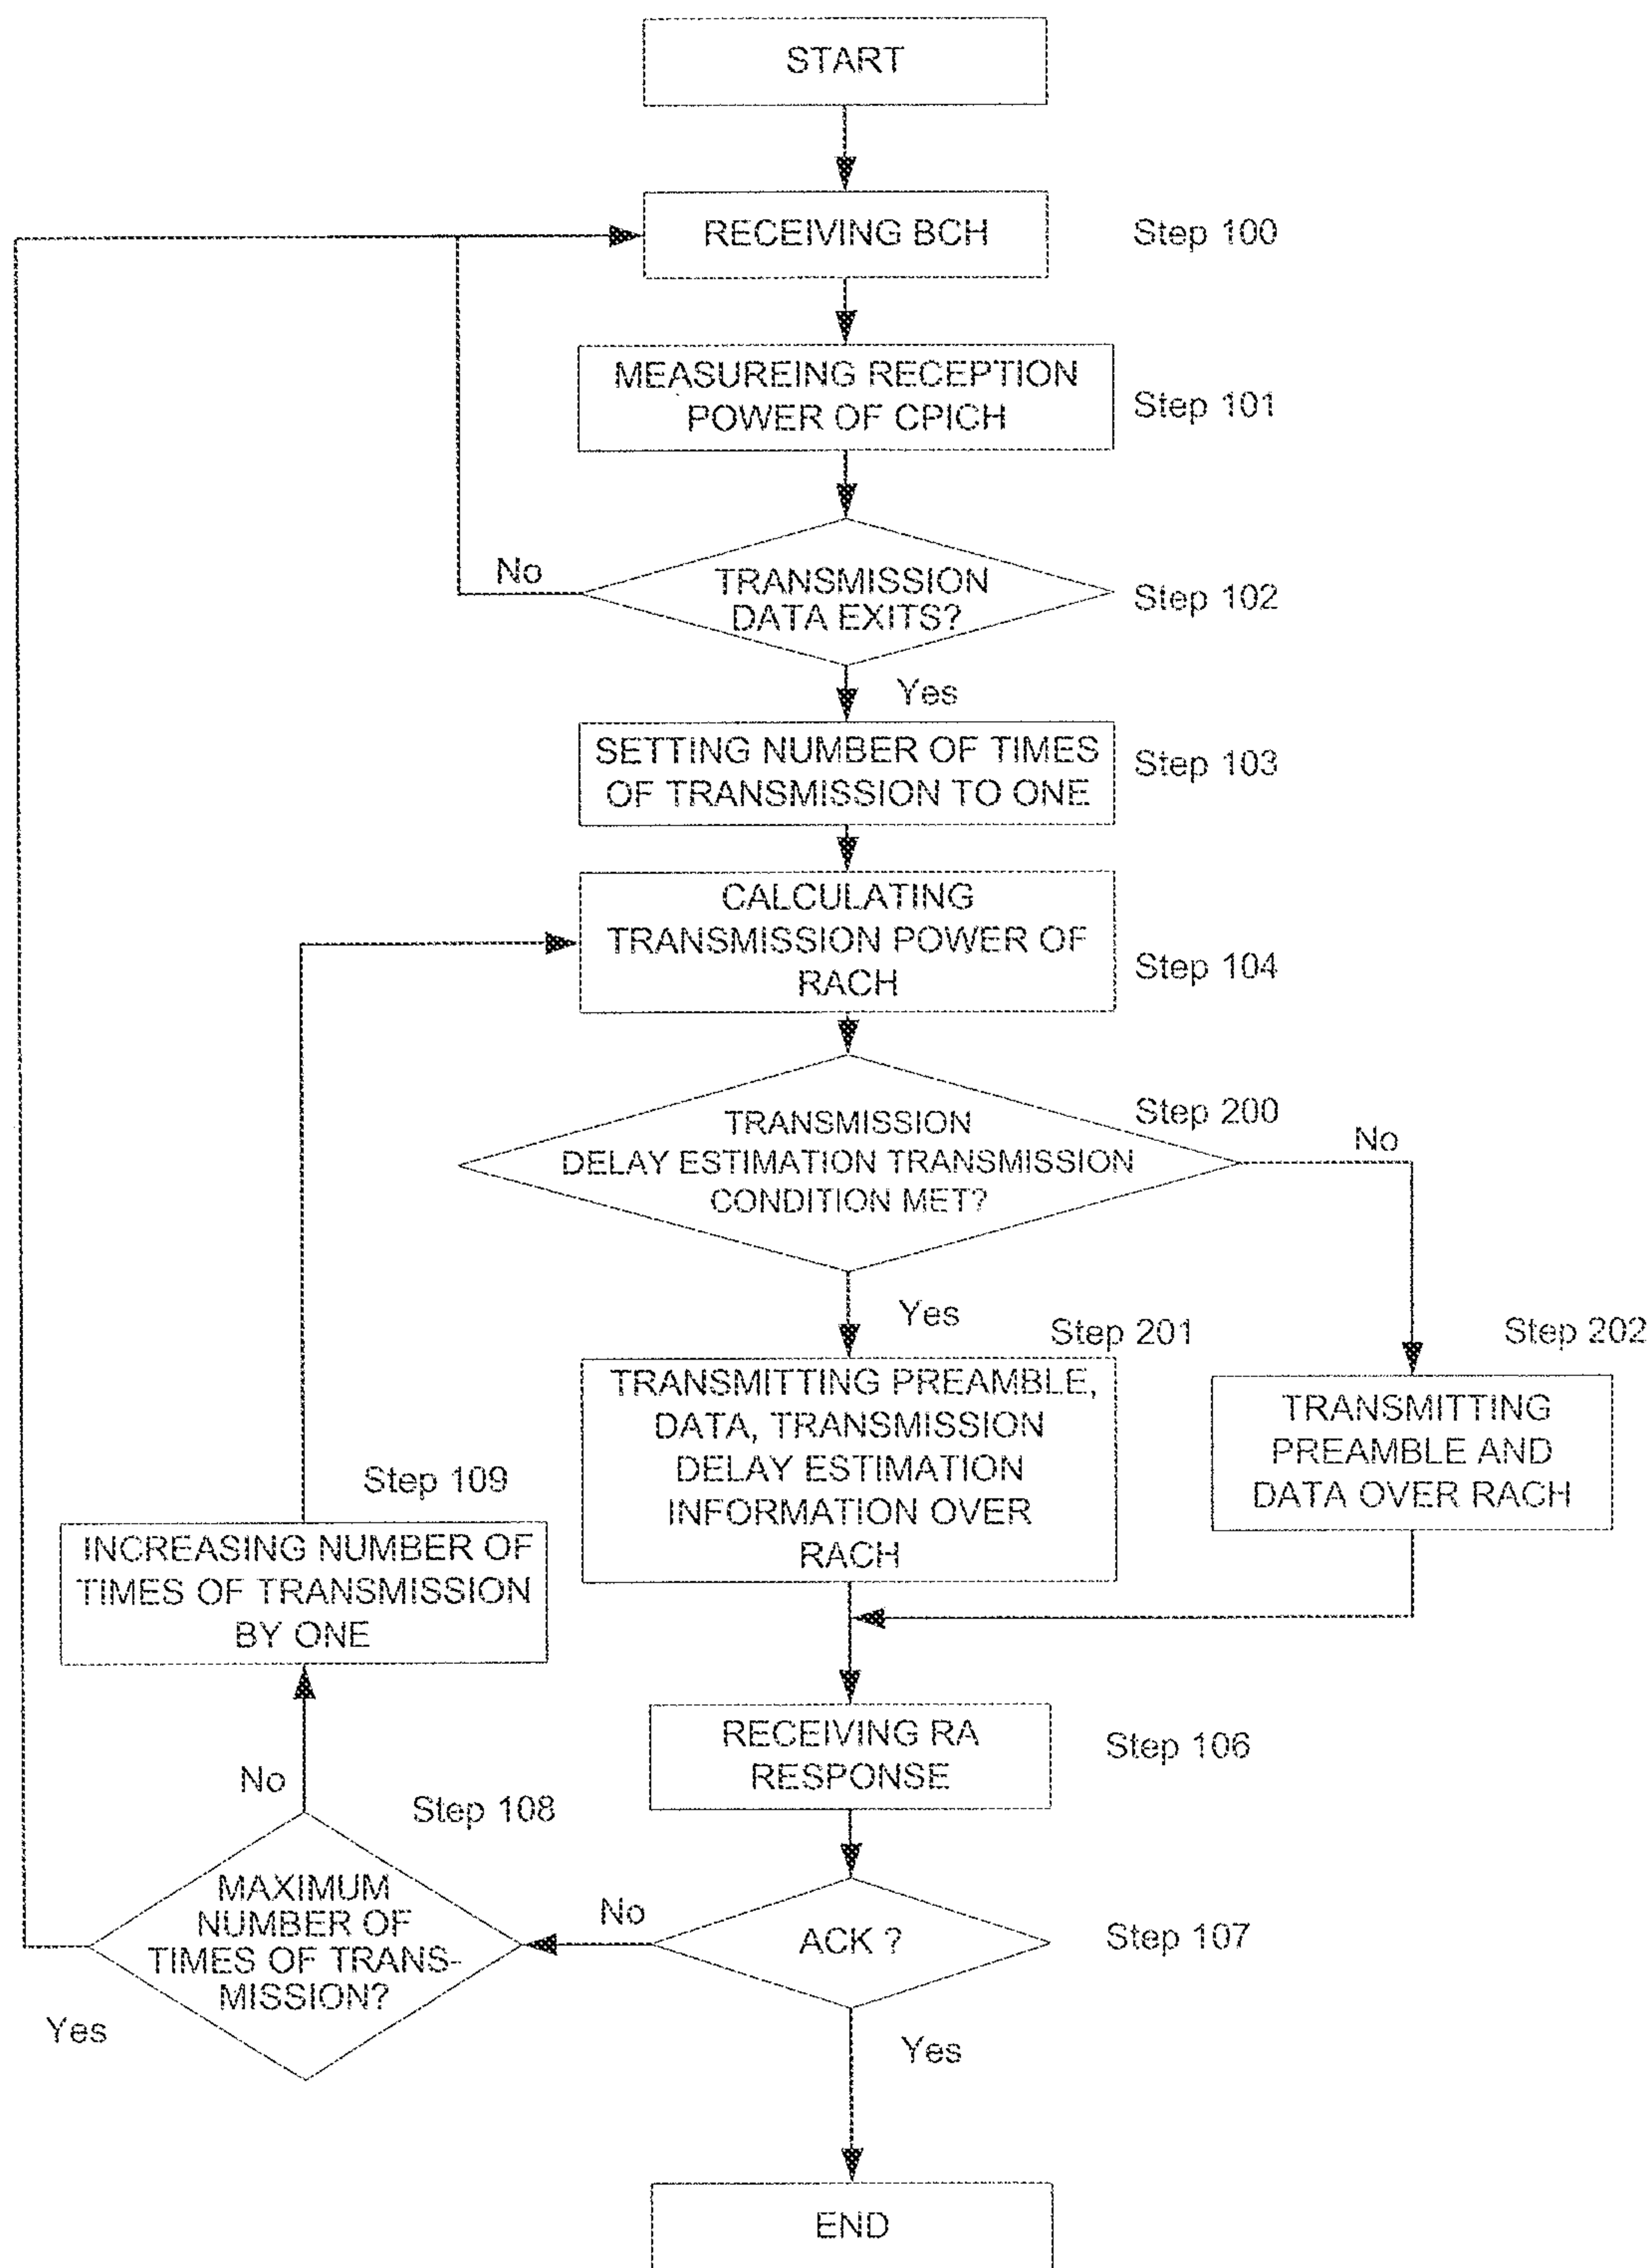 START
RECEIVING BCH
Step 100
MEASUREING RECEPTION
POWER OF CPICH
Step 101
No
TRANSMISSION
DATA EXITS?
Step 102
Yes
SETTING NUMBER OF TIMES
OF TRANSMISSION TO ONE
Step 103
CALCULATING
TRANSMISSION POWER OF
RACH
Step 104
TRANSMISSION
DELAY ESTIMATION TRANSMISSION
CONDITION MET?
Step 200
No
Yes
Step 201
Step 202
TRANSMITTING PREAMBLE,
DATA, TRANSMISSION
DELAY ESTIMATION
INFORMATION OVER
RACH
TRANSMITTING
PREAMBLE AND
DATA OVER RACH
Step 109
INCREASING NUMBER OF
TIMES OF TRANSMISSION
BY ONE
RECEIVING RA
RESPONSE
Step 106
No
Step 108
MAXIMUM
NUMBER OF
TIMES OF TRANS-
MISSION?
No
ACK ?
Step 107
Yes
Yes
END